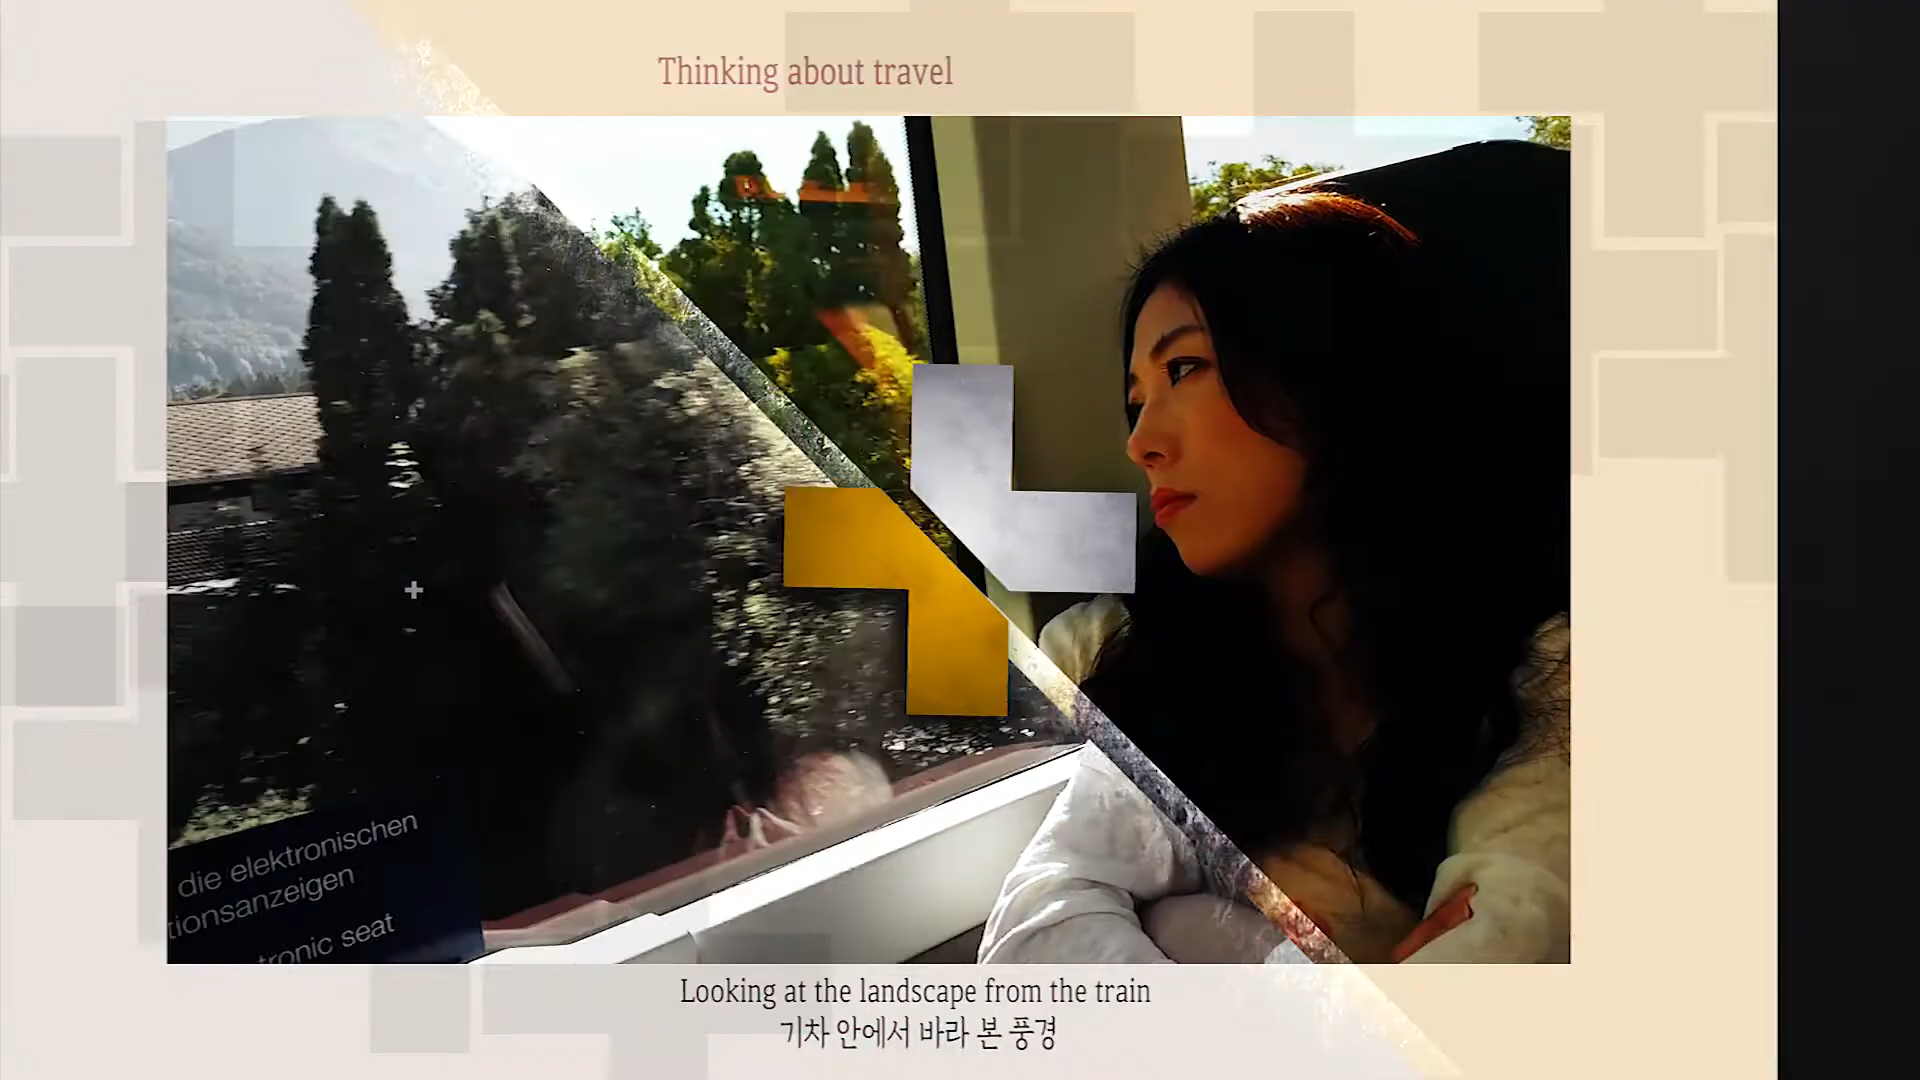 Thinking about travel
die elektronischen
tionsanzeigen
tronic seat
Looking at the landscape from the train
기차 안에서 바라 본 풍경